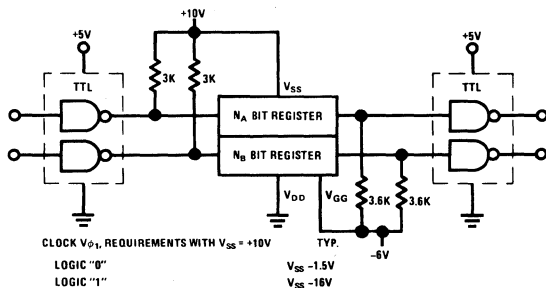 +10V
+5V
+5V
TTL
3K
3K
VSS
TTL
NA BIT REGISTER
NB BIT REGISTER
VDD
VGG
3.6K
3.6K
-6V
CLOCK Vφ1, REQUIREMENTS WITH VSS = +10V
TYP.
LOGIC "0"
VSS -1.5V
LOGIC "1"
VSS -16V